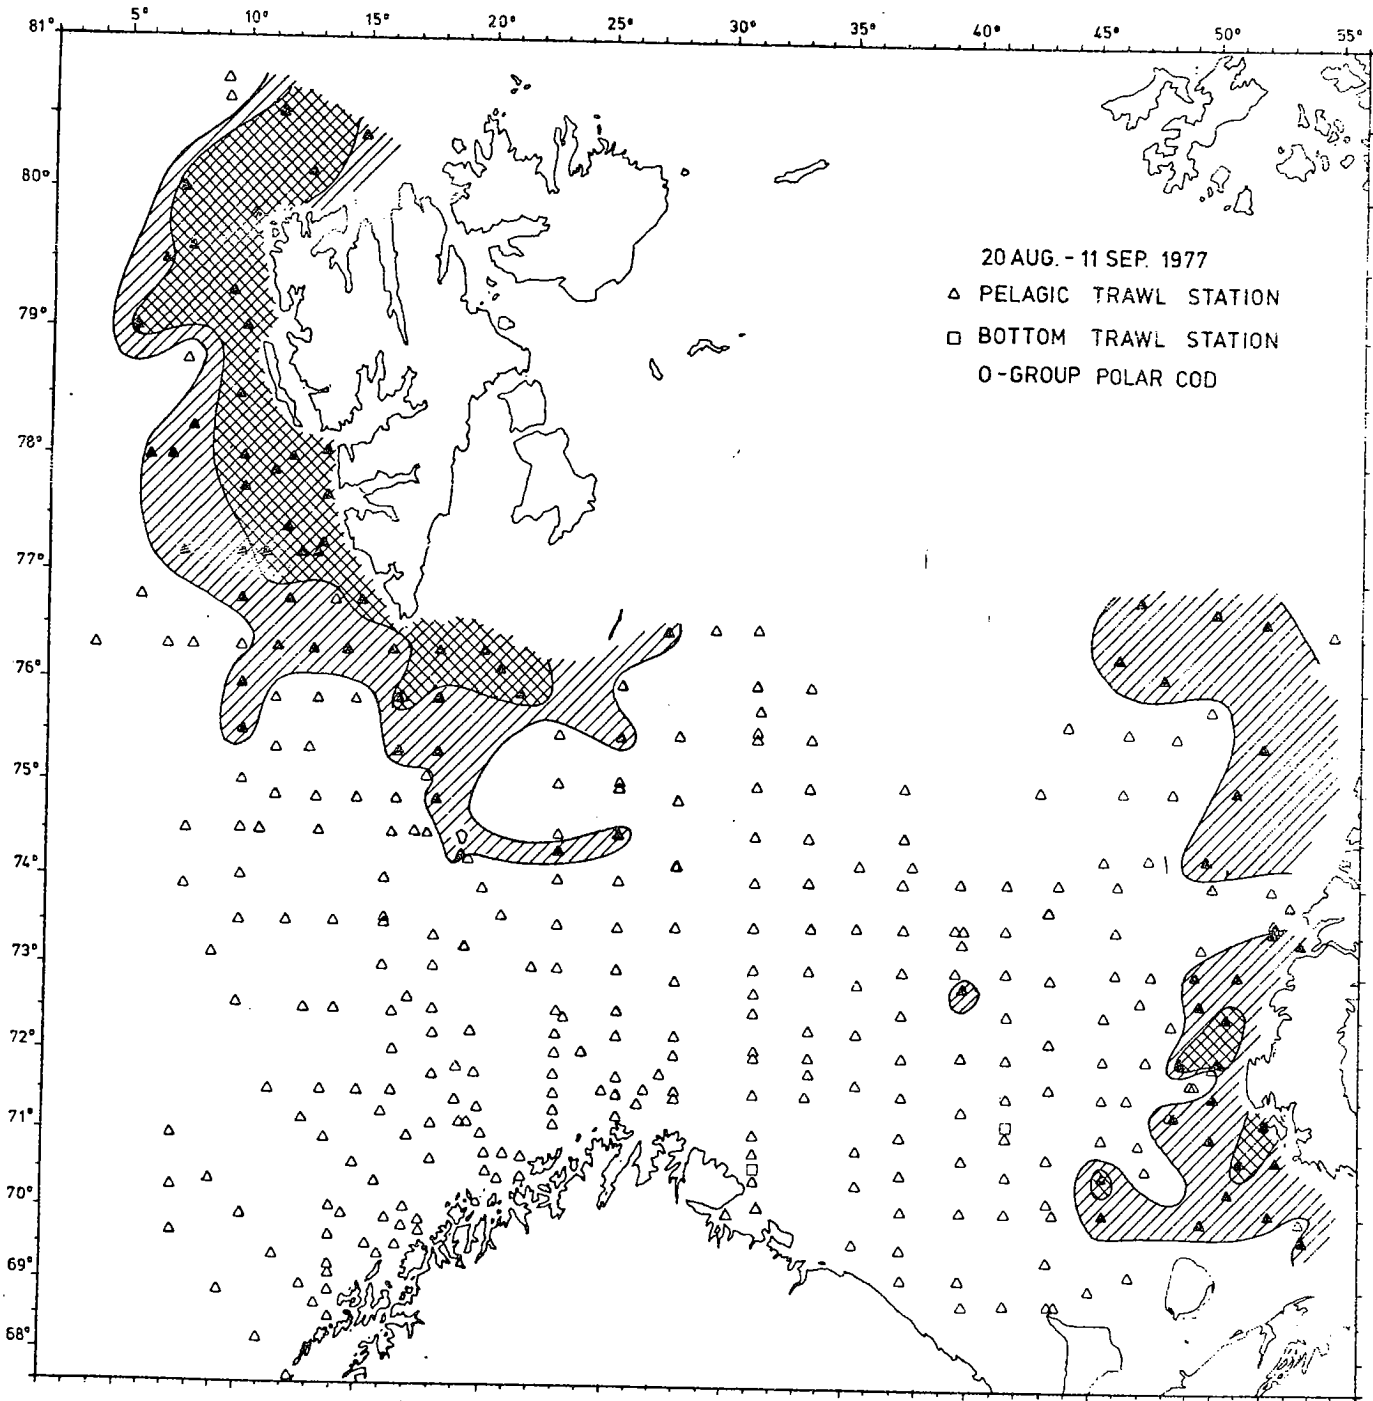 81° 5° 10° 15° 20° 25° 30° 35° 40° 45° 50° 55°
80°
20 AUG. - 11 SEP. 1977
PELAGIC TRAWL STATION
79°
BOTTOM TRAWL STATION
0-GROUP POLAR COD
78°
77°
76°
75°
74°
73°
72°
71°
70°
69°
68°